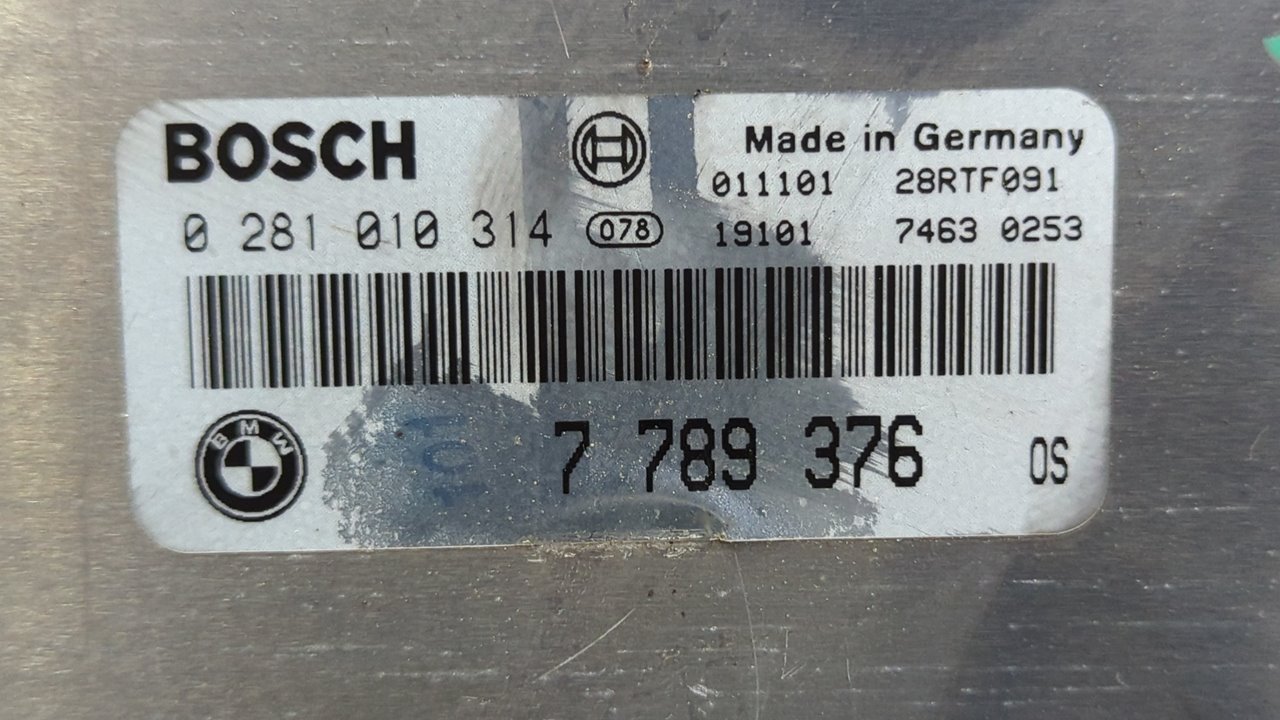 BOSCH
Made in Germany
011101 28RTF091
0 281 010 314 078 19101 7463 0253
BMW
7 789 376 OS